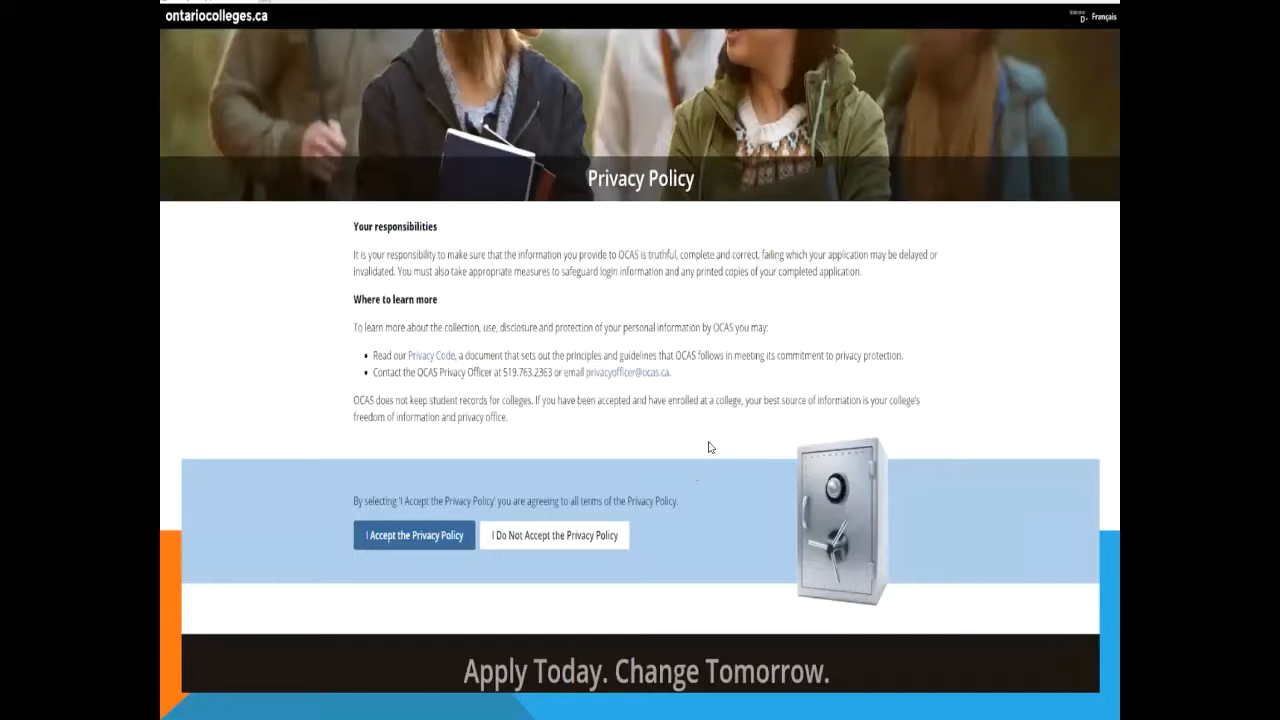 ontariocolleges.ca
Welcome
D. Français
Privacy Policy
Your responsibilities
It is your responsibility to make sure that the information you provide to OCAS is truthful, complete and correct, failing which your application may be delayed or
invalidated. You must also take appropriate measures to safeguard login information and any printed copies of your completed application.
Where to learn more
To learn more about the collection, use, disclosure and protection of your personal information by OCAS you may:
• Read our Privacy Code, a document that sets out the principles and guidelines that OCAS follows in meeting its commitment to privacy protection.
• Contact the OCAS Privacy Officer at 519.763.2363 or email privacyofficer@ocas.ca.
OCAS does not keep student records for colleges. If you have been accepted and have enrolled at a college, your best source of information is your college's
freedom of information and privacy office.
By selecting 'I Accept the Privacy Policy' you are agreeing to all terms of the Privacy Policy.
I Accept the Privacy Policy I Do Not Accept the Privacy Policy
Apply Today. Change Tomorrow.